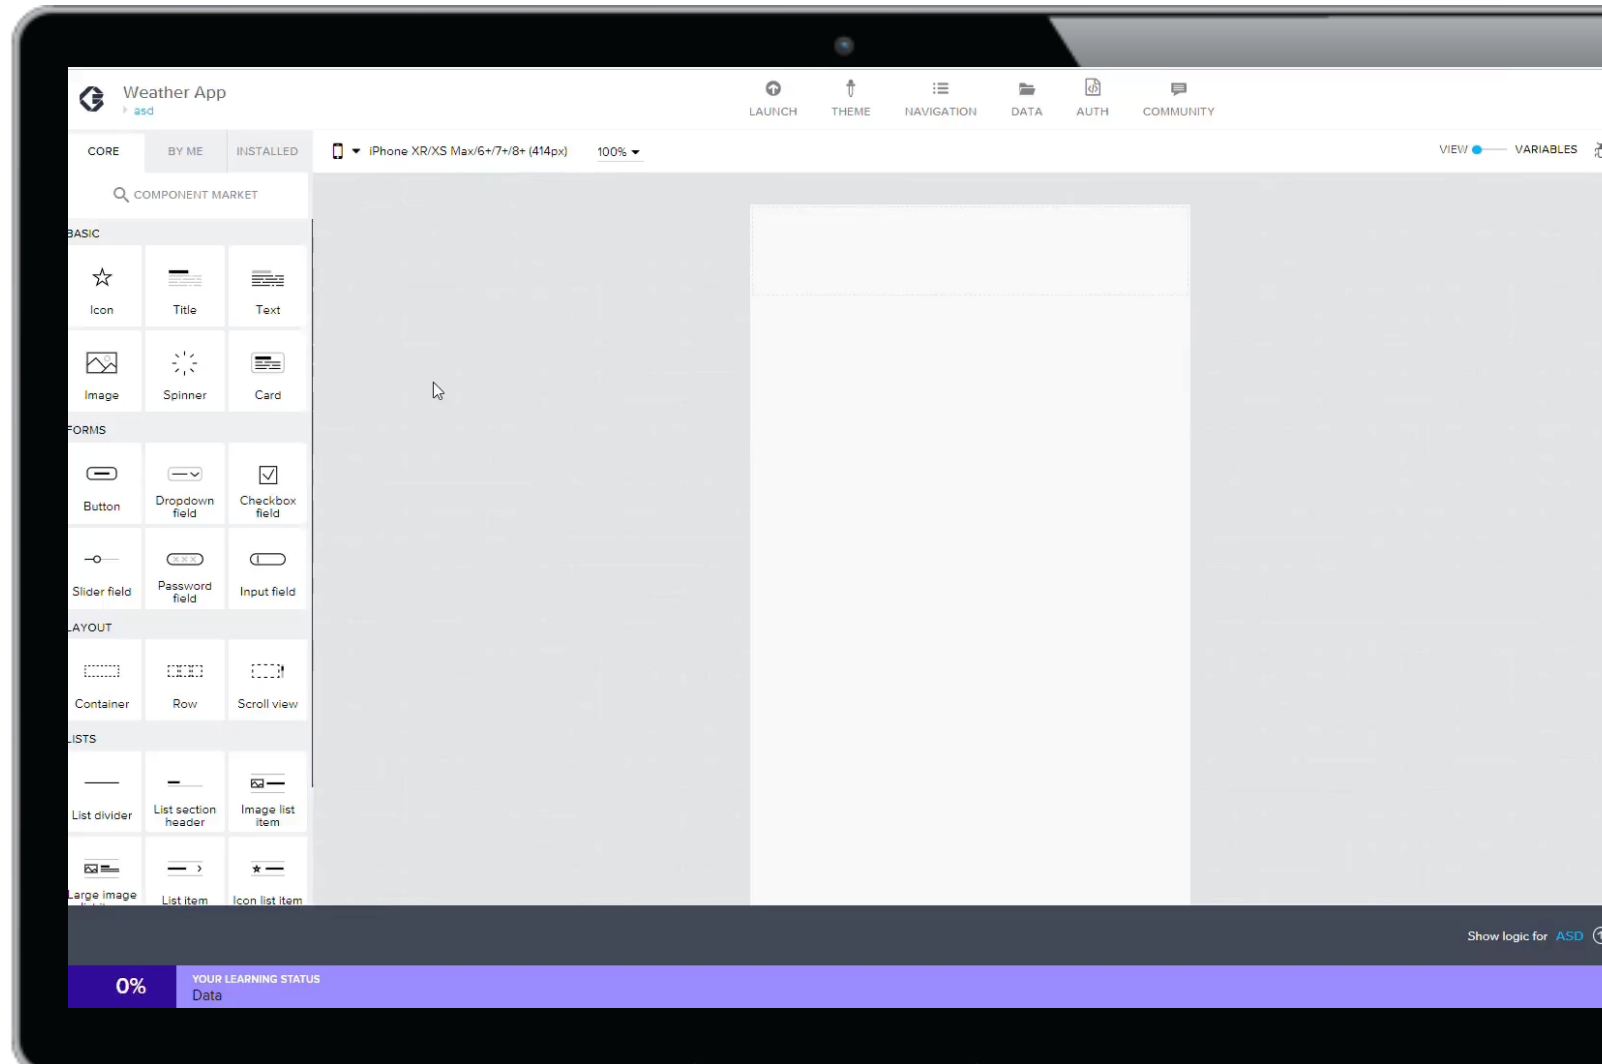 Weather App
asd
LAUNCH
THEME
NAVIGATION
DATA
AUTH
COMMUNITY
CORE
BY ME
INSTALLED
iPhone XR/XS Max/6+/7+/8+ (414px)
100%
VIEW
VARIABLES
COMPONENT MARKET
BASIC
Icon
Title
Text
Image
Spinner
Card
FORMS
Button
Dropdown
field
Checkbox
field
Slider field
Password
field
Input field
LAYOUT
Container
Row
Scroll view
LISTS
List divider
List section
header
Image list
item
Large image
List item
Icon list item
Show logic for ASD
0%
YOUR LEARNING STATUS
Data